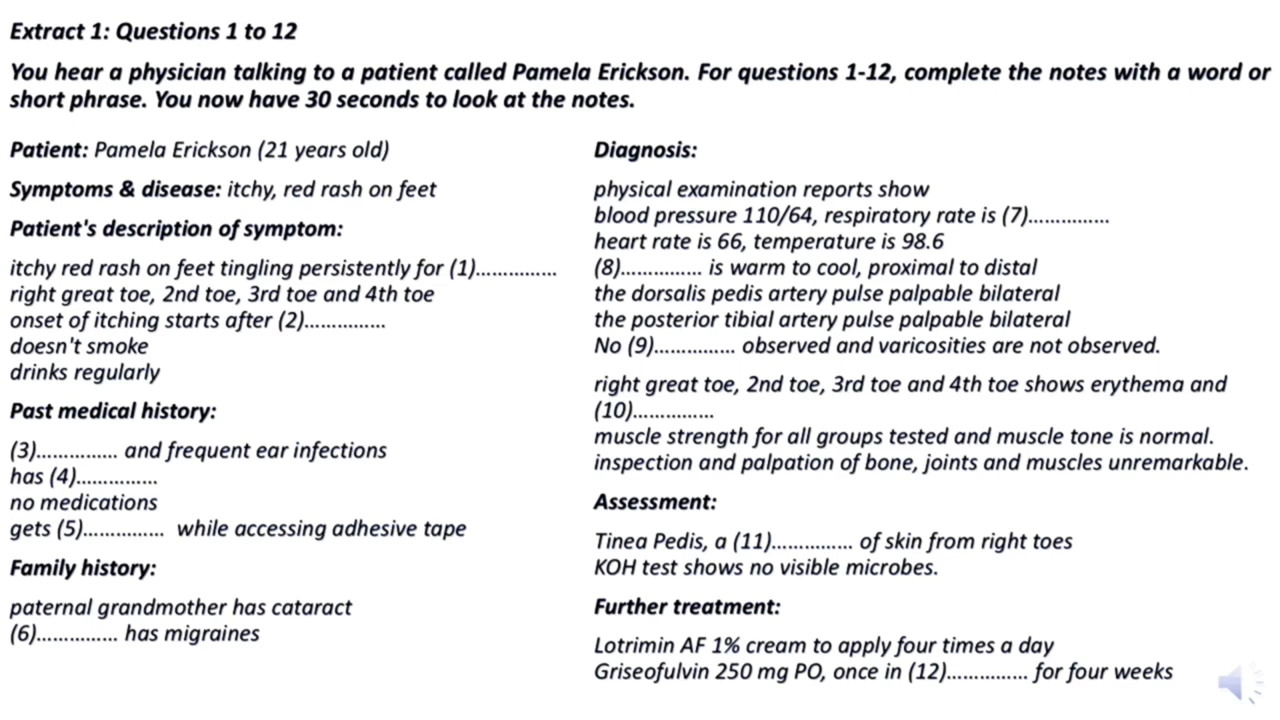 Extract 1: Questions 1 to 12
You hear a physician talking to a patient called Pamela Erickson. For questions 1-12, complete the notes with a word or
short phrase. You now have 30 seconds to look at the notes.
Patient: Pamela Erickson (21 years old)
Symptoms & disease: itchy, red rash on feet
Patient's description of symptom:
itchy red rash on feet tingling persistently for (1)...............
right great toe, 2nd toe, 3rd toe and 4th toe
onset of itching starts after (2)...............
doesn't smoke
drinks regularly
Past medical history:
(3)............... and frequent ear infections
has (4)...............
no medications
gets (5)............... while accessing adhesive tape
Family history:
paternal grandmother has cataract
(6)............... has migraines
Diagnosis:
physical examination reports show
blood pressure 110/64, respiratory rate is (7)...............
heart rate is 66, temperature is 98.6
(8)............... is warm to cool, proximal to distal
the dorsalis pedis artery pulse palpable bilateral
the posterior tibial artery pulse palpable bilateral
No (9)............... observed and varicosities are not observed.
right great toe, 2nd toe, 3rd toe and 4th toe shows erythema and
(10)...............
muscle strength for all groups tested and muscle tone is normal.
inspection and palpation of bone, joints and muscles unremarkable.
Assessment:
Tinea Pedis, a (11)............... of skin from right toes
KOH test shows no visible microbes.
Further treatment:
Lotrimin AF 1% cream to apply four times a day
Griseofulvin 250 mg PO, once in (12)............... for four weeks